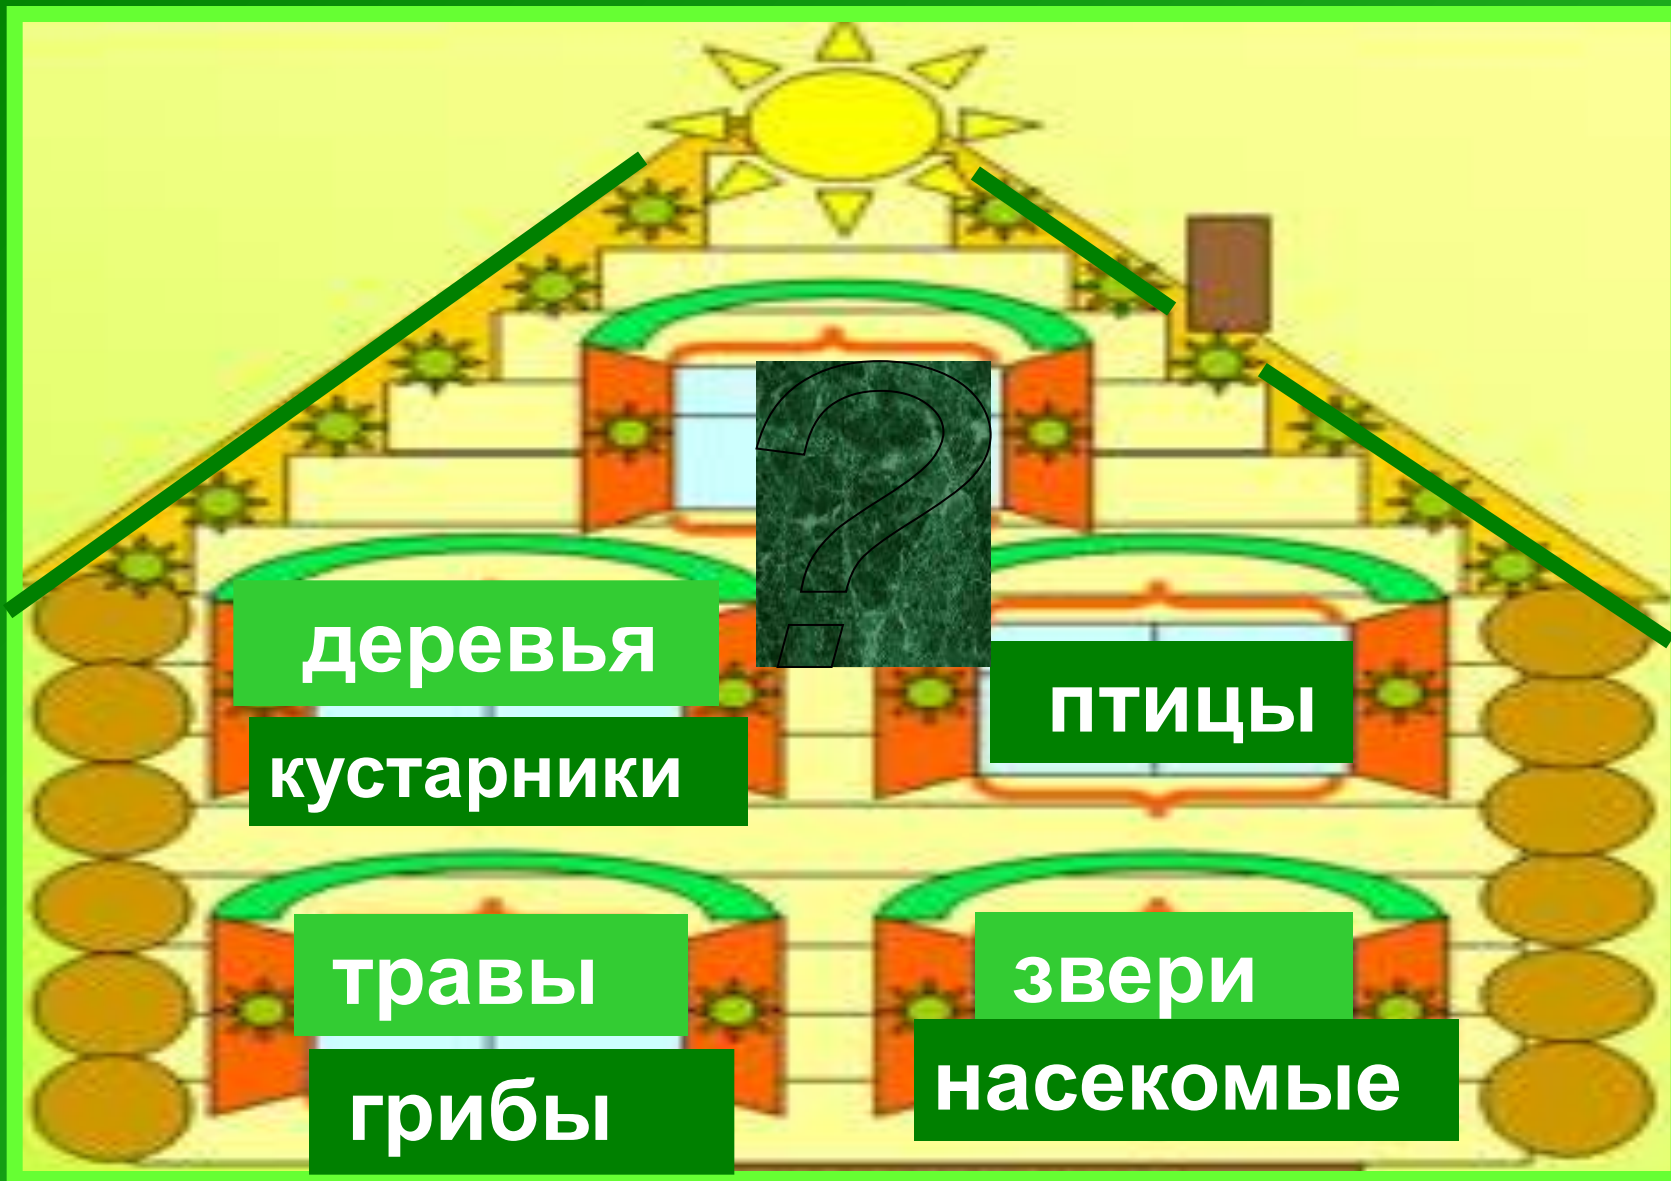 ?
деревья
кустарники
птицы
травы
грибы
звери
насекомые